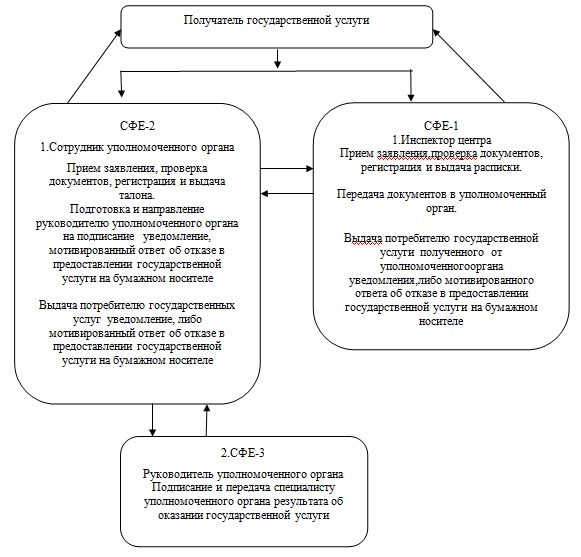 Получатель государственной услуги
СФЕ-2
1.Сотрудник уполномоченного органа
Прием заявления, проверка
документов, регистрация и выдача
талона.
Подготовка и направление
руководителю уполномоченного органа
на подписание уведомление,
мотивированный ответ об отказе в
предоставлении государственной
услуги на бумажном носителе
Выдача потребителю государственных
услуг уведомление, либо
мотивированный ответ об отказе в
предоставлении государственной
услуги на бумажном носителе
СФЕ-1
1.Инспектор центра
Прием заявления,проверка документов,
регистрация и выдача расписки.
Передача документов в уполномоченный
орган.
Выдача потребителю государственной
услуги полученного от
уполномоченногооргана
уведомления,либо мотивированного
ответа об отказе в предоставлении
государственной услуги на бумажном
носителе
2.СФЕ-3
Руководитель уполномоченного органа
Подписание и передача специалисту
уполномоченного органа результата об
оказании государственной услуги